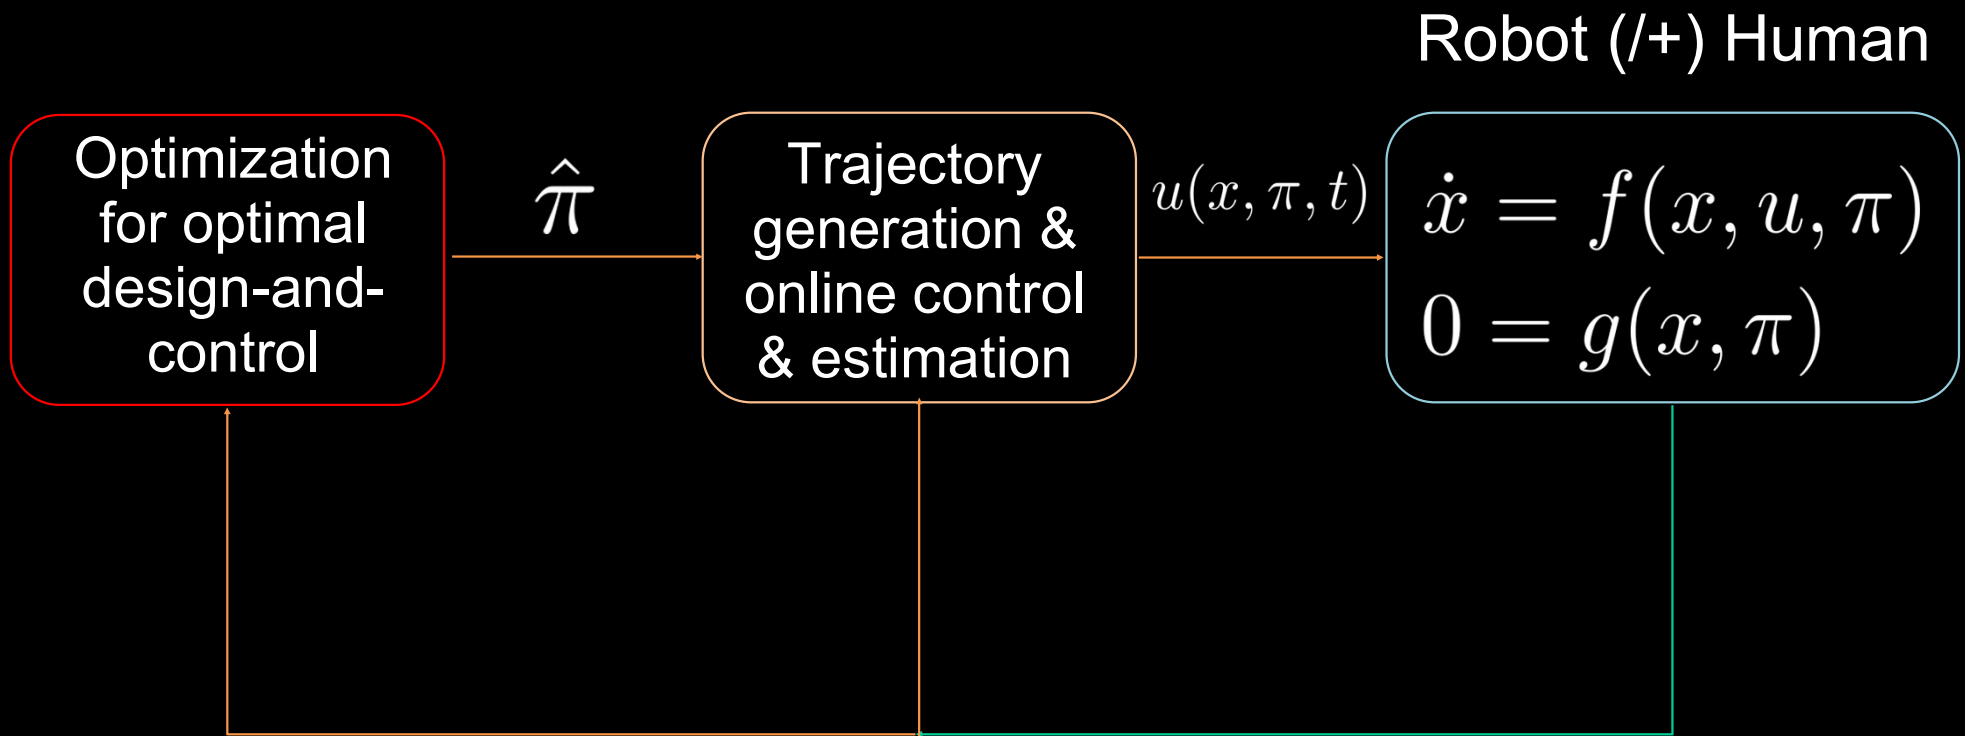 Robot (/+) Human
Optimization
for optimal
design-and-
control
π̂
Trajectory
generation &
online control
& estimation
u(x, π, t)
ẋ = f(x, u, π)
0 = g(x, π)